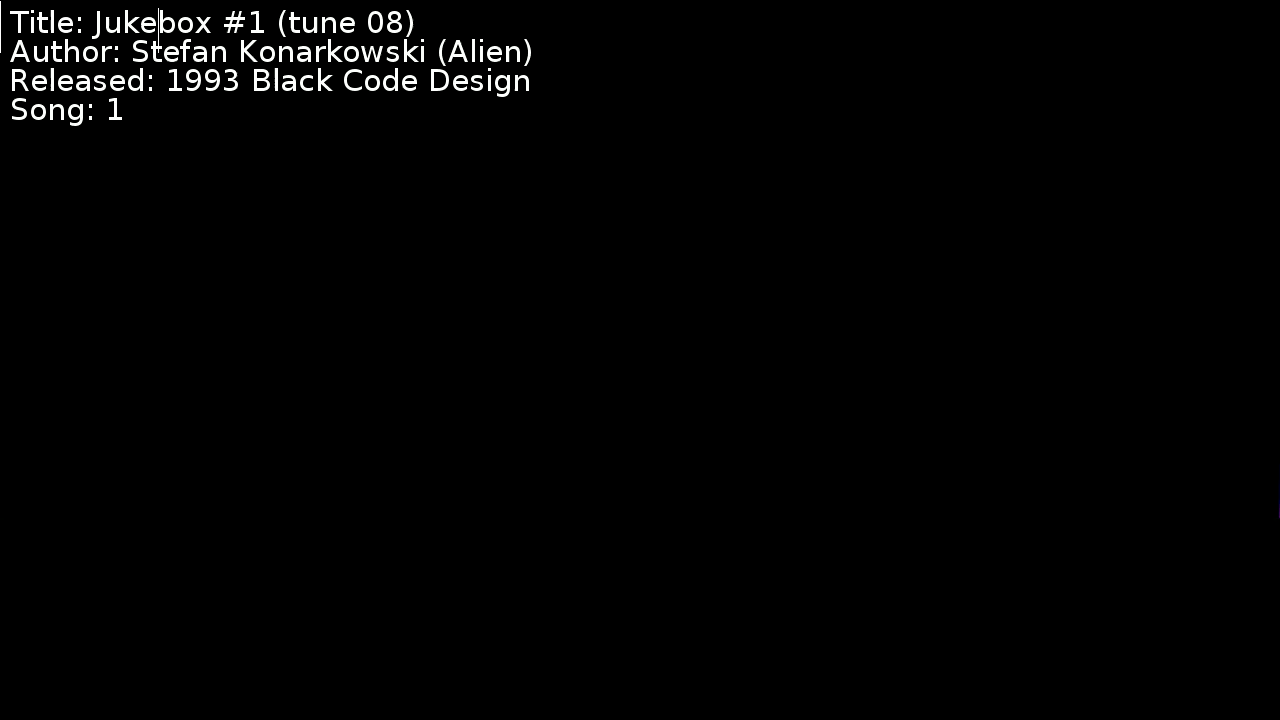 Title: Jukebox #1 (tune 08)
Author: Stefan Konarkowski (Alien)
Released: 1993 Black Code Design
Song: 1